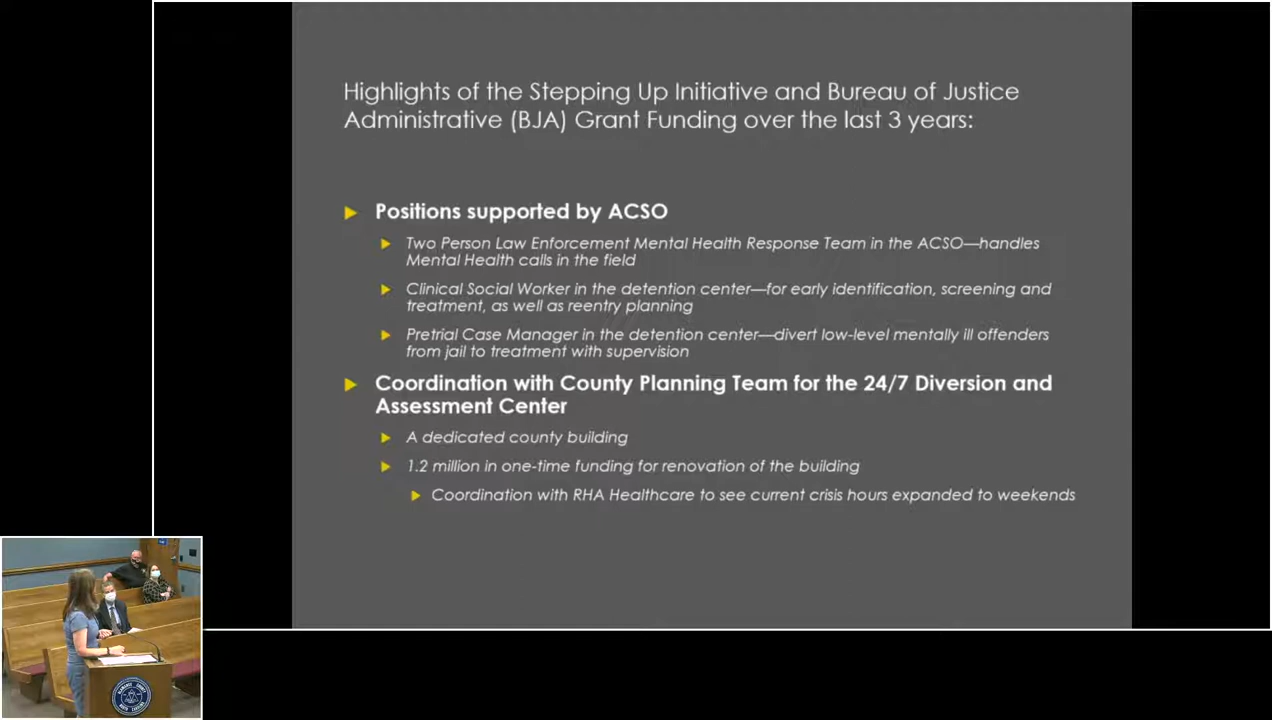 Highlights of the Stepping Up Initiative and Bureau of Justice
Administrative (BJA) Grant Funding over the last 3 years:
Positions supported by ACSO
Two Person Law Enforcement Mental Health Response Team in the ACSO—handles
Mental Health calls in the field
Clinical Social Worker in the detention center—for early identification, screening and
treatment, as well as reentry planning
Pretrial Case Manager in the detention center—divert low-level mentally ill offenders
from jail to treatment with supervision
Coordination with County Planning Team for the 24/7 Diversion and
Assessment Center
A dedicated county building
1.2 million in one-time funding for renovation of the building
Coordination with RHA Healthcare to see current crisis hours expanded to weekends